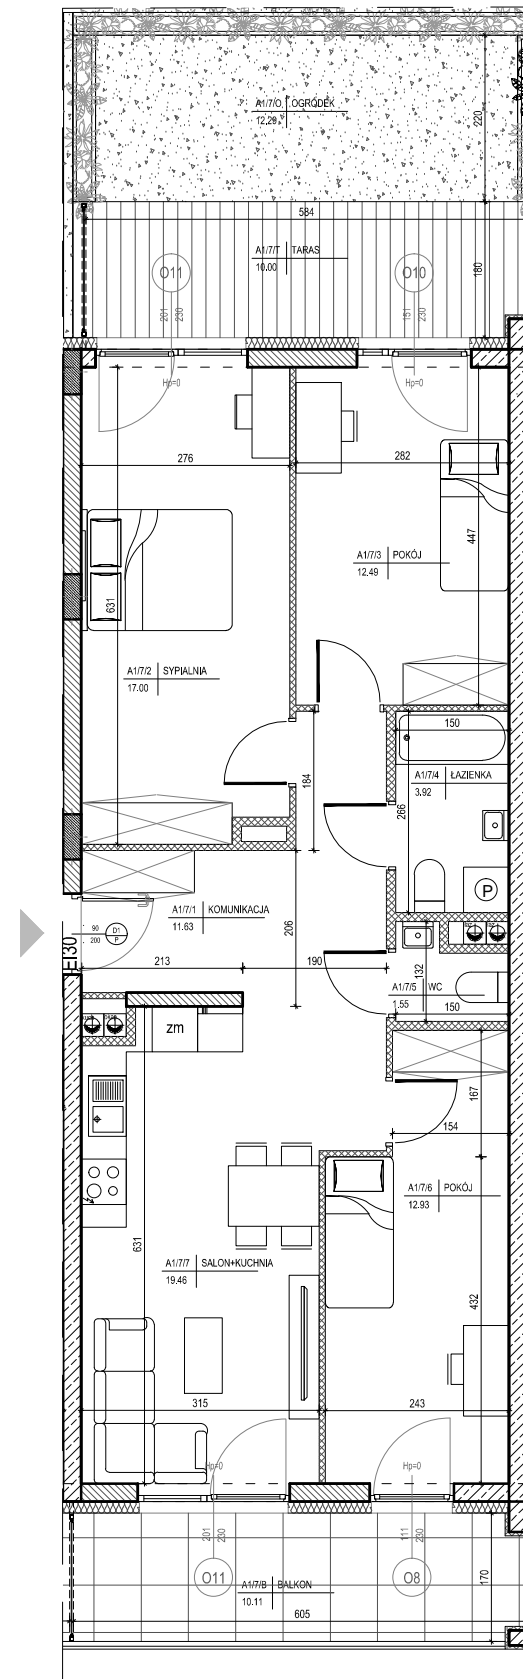 A1/7/O OGRÓDEK
12.29
220
584
A1/7/T TARAS
10.00
O11
O10
180
201
230
151
230
Hp=0
Hp=0
276
282
447
631
A1/7/3 POKÓJ
12.49
A1/7/2 SYPIALNIA
17.00
150
184
A1/7/4 ŁAZIENKA
3.92
266
P
A1/7/1 KOMUNIKACJA
11.63
90
200
D1
P
EI30
206
213
190
132
A1/7/5 WC
1.55
150
zm
167
154
A1/7/6 POKÓJ
12.93
631
A1/7/7 SALON+KUCHNIA
19.46
432
315
243
Hp=0
Hp=0
201
230
111
230
O11
O8
A1/7/B BALKON
10.11
170
605